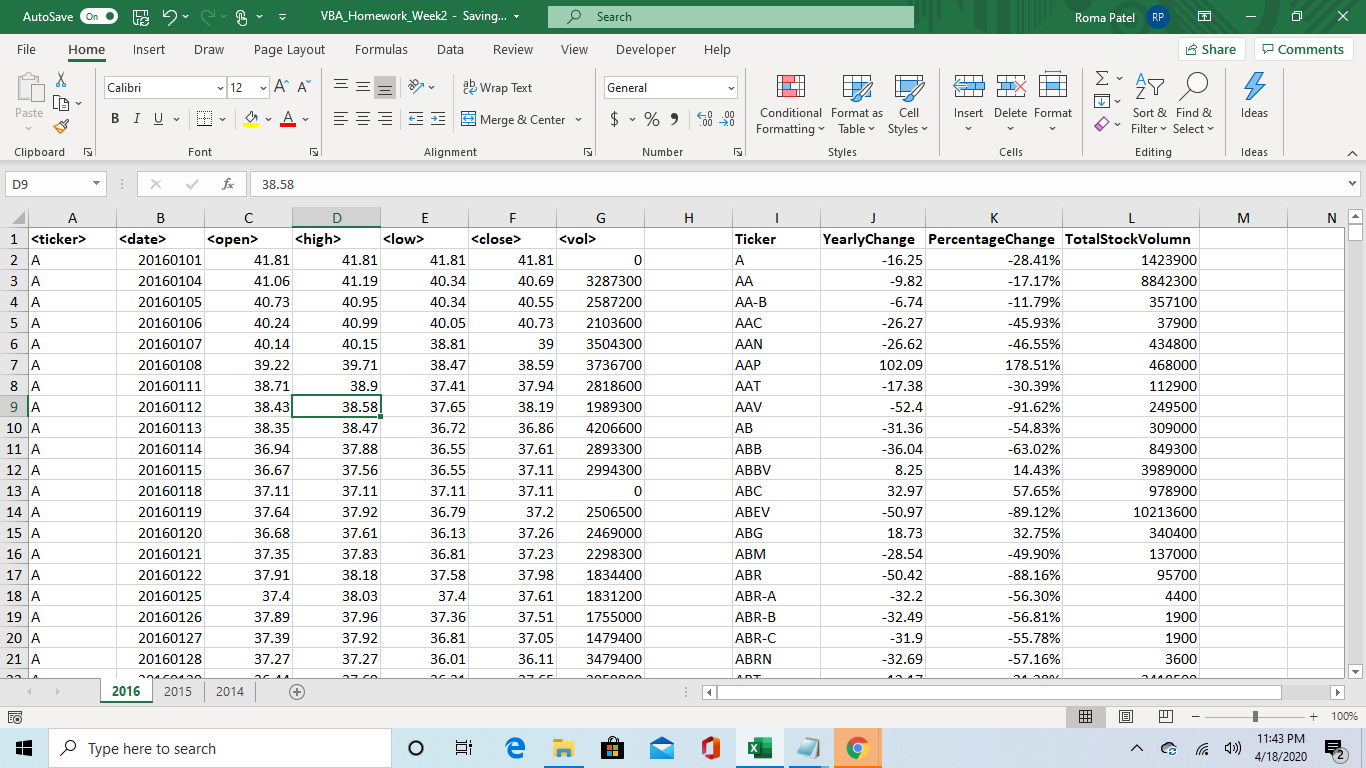 AutoSave On VBA_Homework_Week2 - Saving... Search Roma Patel RP
File Home Insert Draw Page Layout Formulas Data Review View Developer Help Share Comments
Paste Calibri 12 A A ab Wrap Text General Conditional Formatting Format as Table Cell Styles Insert Delete Format Sort & Filter Find & Select Ideas
B I U A Merge & Center $ % 9
Clipboard Font Alignment Number Styles Cells Editing Ideas
D9 fx 38.58
A B C D E F G H I J K L M N
1 <ticker> <date> <open> <high> <low> <close> <vol> Ticker YearlyChange PercentageChange TotalStockVolumn
2 A 20160101 41.81 41.81 41.81 41.81 0 A -16.25 -28.41% 1423900
3 A 20160104 41.06 41.19 40.34 40.69 3287300 AA -9.82 -17.17% 8842300
4 A 20160105 40.73 40.95 40.34 40.55 2587200 AA-B -6.74 -11.79% 357100
5 A 20160106 40.24 40.99 40.05 40.73 2103600 AAC -26.27 -45.93% 37900
6 A 20160107 40.14 40.15 38.81 39 3504300 AAN -26.62 -46.55% 434800
7 A 20160108 39.22 39.71 38.47 38.59 3736700 AAP 102.09 178.51% 468000
8 A 20160111 38.71 38.9 37.41 37.94 2818600 AAT -17.38 -30.39% 112900
9 A 20160112 38.43 38.58 37.65 38.19 1989300 AAV -52.4 -91.62% 249500
10 A 20160113 38.35 38.47 36.72 36.86 4206600 AB -31.36 -54.83% 309000
11 A 20160114 36.94 37.88 36.55 37.61 2893300 ABB -36.04 -63.02% 849300
12 A 20160115 36.67 37.56 36.55 37.11 2994300 ABBV 8.25 14.43% 3989000
13 A 20160118 37.11 37.11 37.11 37.11 0 ABC 32.97 57.65% 978900
14 A 20160119 37.64 37.92 36.79 37.2 2506500 ABEV -50.97 -89.12% 10213600
15 A 20160120 36.68 37.61 36.13 37.26 2469000 ABG 18.73 32.75% 340400
16 A 20160121 37.35 37.83 36.81 37.23 2298300 ABM -28.54 -49.90% 137000
17 A 20160122 37.91 38.18 37.58 37.98 1834400 ABR -50.42 -88.16% 95700
18 A 20160125 37.4 38.03 37.4 37.61 1831200 ABR-A -32.2 -56.30% 4400
19 A 20160126 37.89 37.96 37.36 37.51 1755000 ABR-B -32.49 -56.81% 1900
20 A 20160127 37.39 37.92 36.81 37.05 1479400 ABR-C -31.9 -55.78% 1900
21 A 20160128 37.27 37.27 36.01 36.11 3479400 ABRN -32.69 -57.16% 3600
2016 2015 2014
100%
Type here to search 11:43 PM
4/18/2020 2